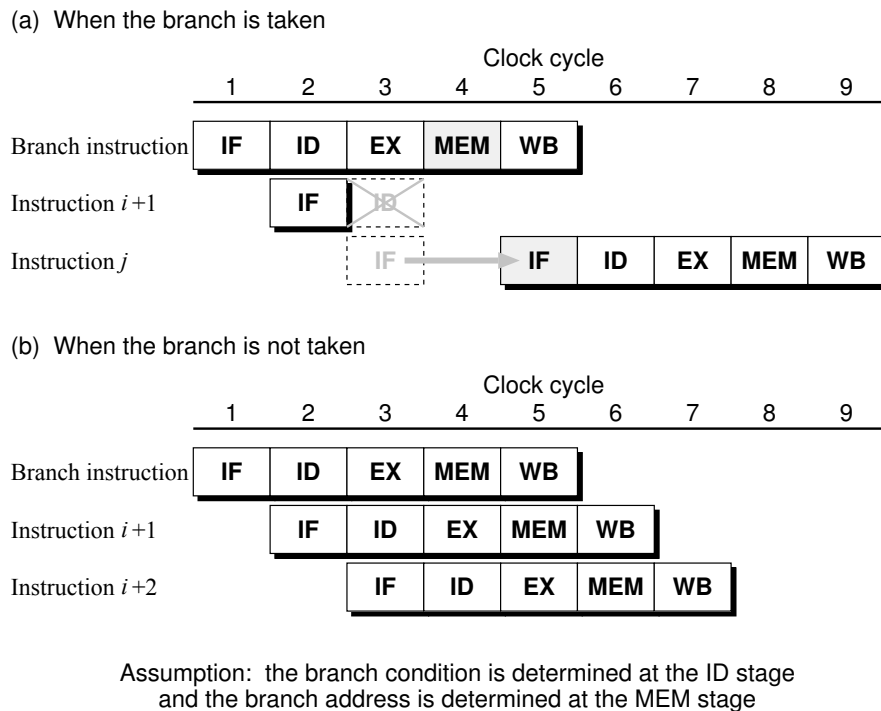 (a) When the branch is taken
Clock cycle
1 2 3 4 5 6 7 8 9
Branch instruction IF ID EX MEM WB
Instruction i+1 IF ID
Instruction j IF IF ID EX MEM WB
(b) When the branch is not taken
Clock cycle
1 2 3 4 5 6 7 8 9
Branch instruction IF ID EX MEM WB
Instruction i+1 IF ID EX MEM WB
Instruction i+2 IF ID EX MEM WB
Assumption: the branch condition is determined at the ID stage
and the branch address is determined at the MEM stage